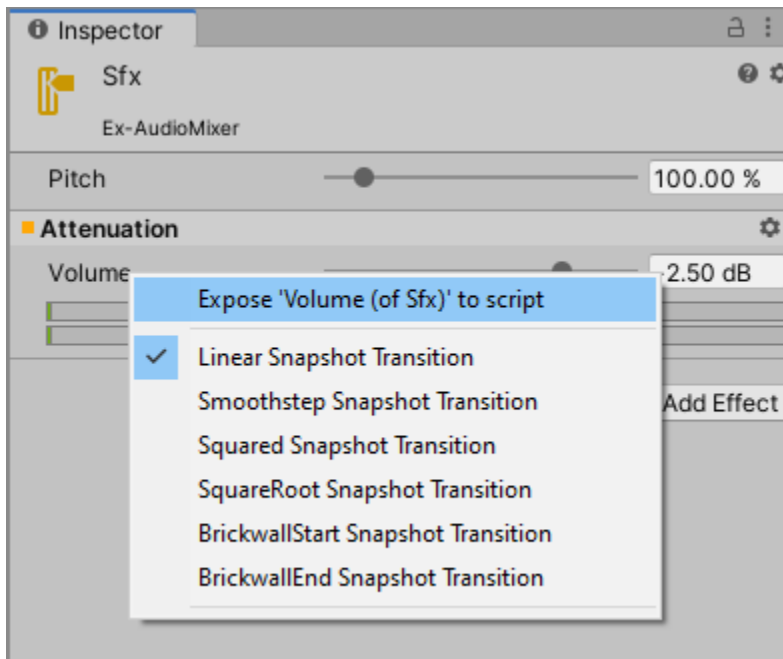 Inspector
Sfx
Ex-AudioMixer
Pitch 100.00 %
Attenuation
Volume -2.50 dB
Expose 'Volume (of Sfx)' to script
Linear Snapshot Transition
Smoothstep Snapshot Transition
Add Effect
Squared Snapshot Transition
SquareRoot Snapshot Transition
BrickwallStart Snapshot Transition
BrickwallEnd Snapshot Transition